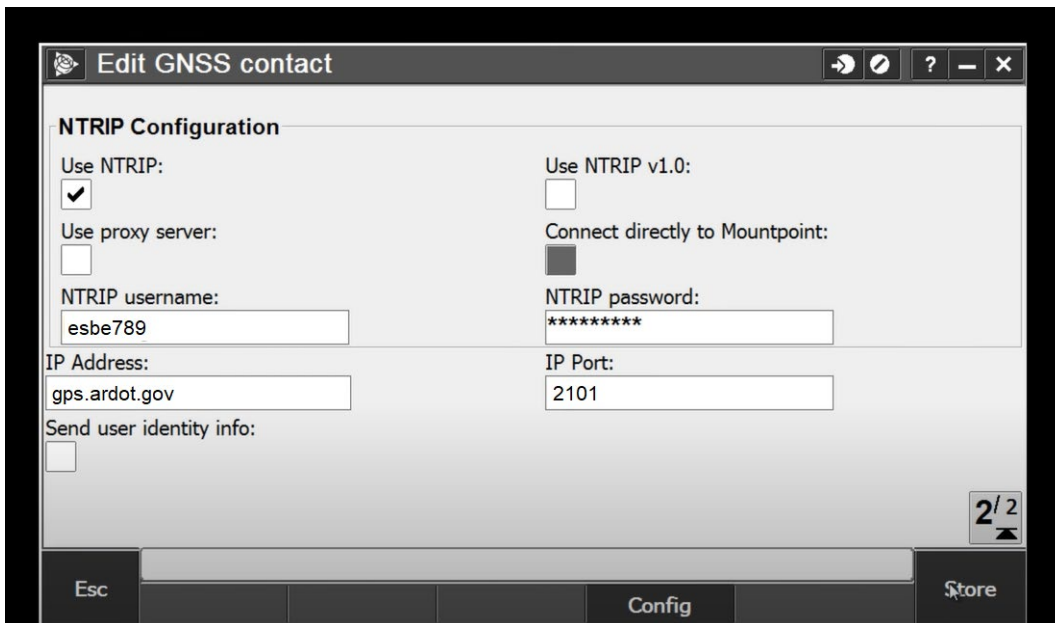 Edit GNSS contact ? – ×
NTRIP Configuration
Use NTRIP: Use NTRIP v1.0:
Use proxy server: Connect directly to Mountpoint:
NTRIP username: NTRIP password:
esbe789 *********
IP Address: IP Port:
gps.ardot.gov 2101
Send user identity info:
2/2
Esc Config Store